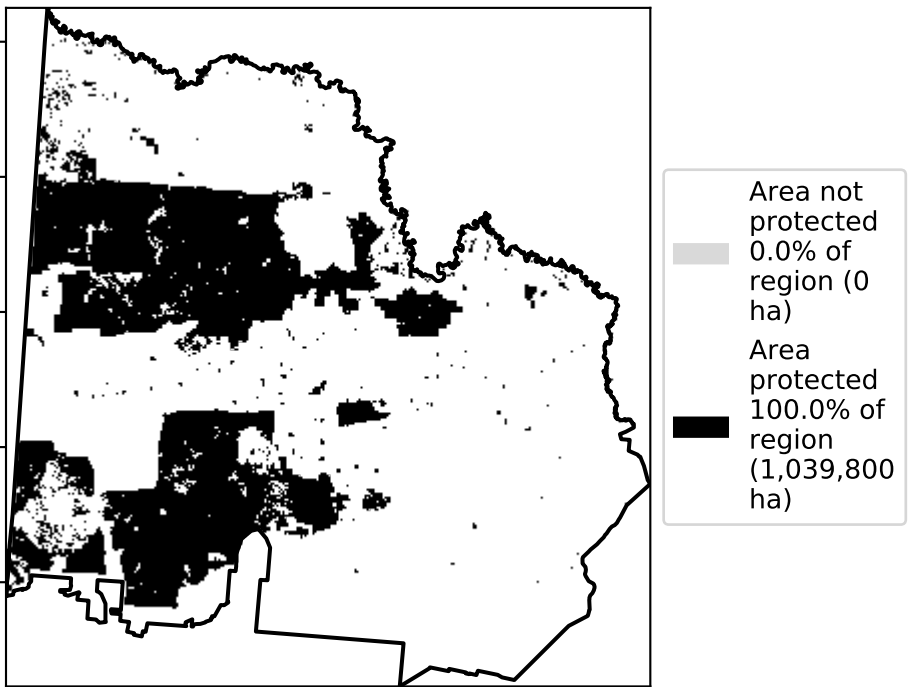 Area not
protected
0.0% of
region (0
ha)
Area
protected
100.0% of
region
(1,039,800
ha)